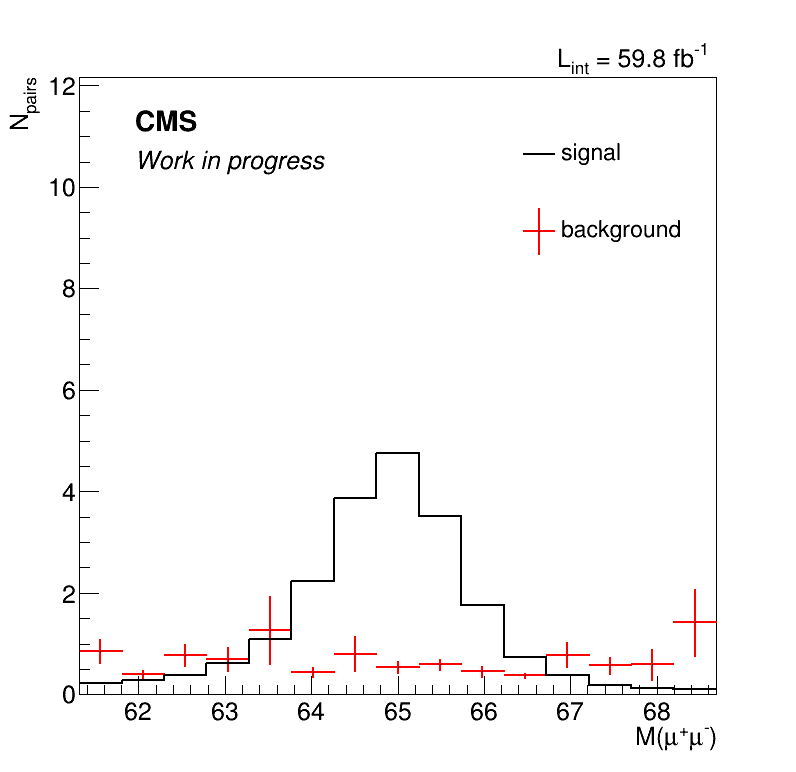 L_int = 59.8 fb^-1
N_pairs
12
CMS
Work in progress
signal
10
background
8
6
4
2
0
62 63 64 65 66 67 68
M(μ⁺μ⁻)